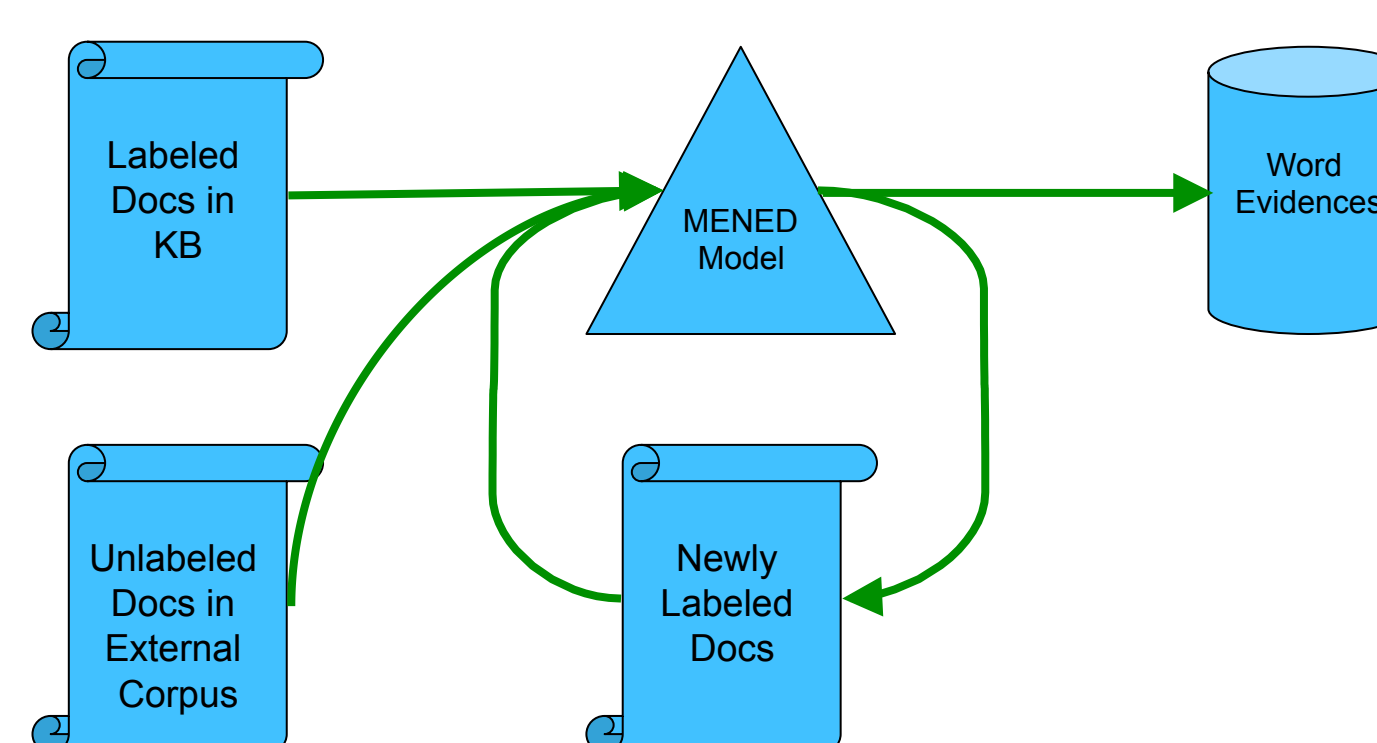 Labeled
Docs in
KB
MENED
Model
Word
Evidences
Unlabeled
Docs in
External
Corpus
Newly
Labeled
Docs